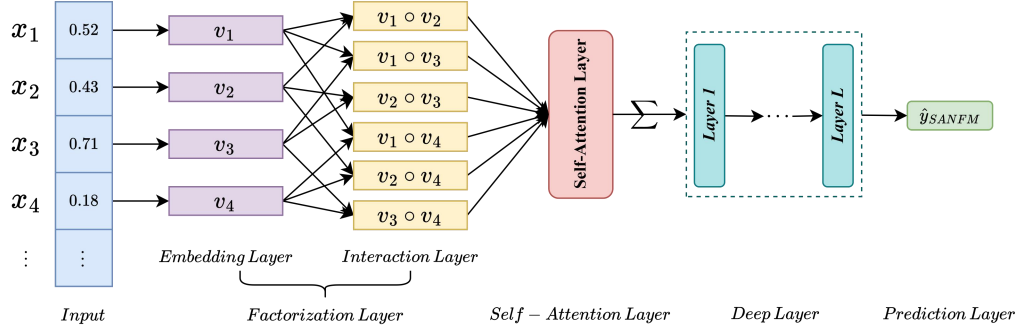 x₁ 0.52 v₁ v₁ ∘ v₂
v₁ ∘ v₃
x₂ 0.43 v₂ v₂ ∘ v₃
x₃ 0.71 v₃ v₁ ∘ v₄
v₂ ∘ v₄
x₄ 0.18 v₄ v₃ ∘ v₄
⋮ ⋮
Self-Attention Layer
Σ
Layer 1
···
Layer L
ŷ_SANFM
Embedding Layer
Interaction Layer
Input
Factorization Layer
Self − Attention Layer
Deep Layer
Prediction Layer